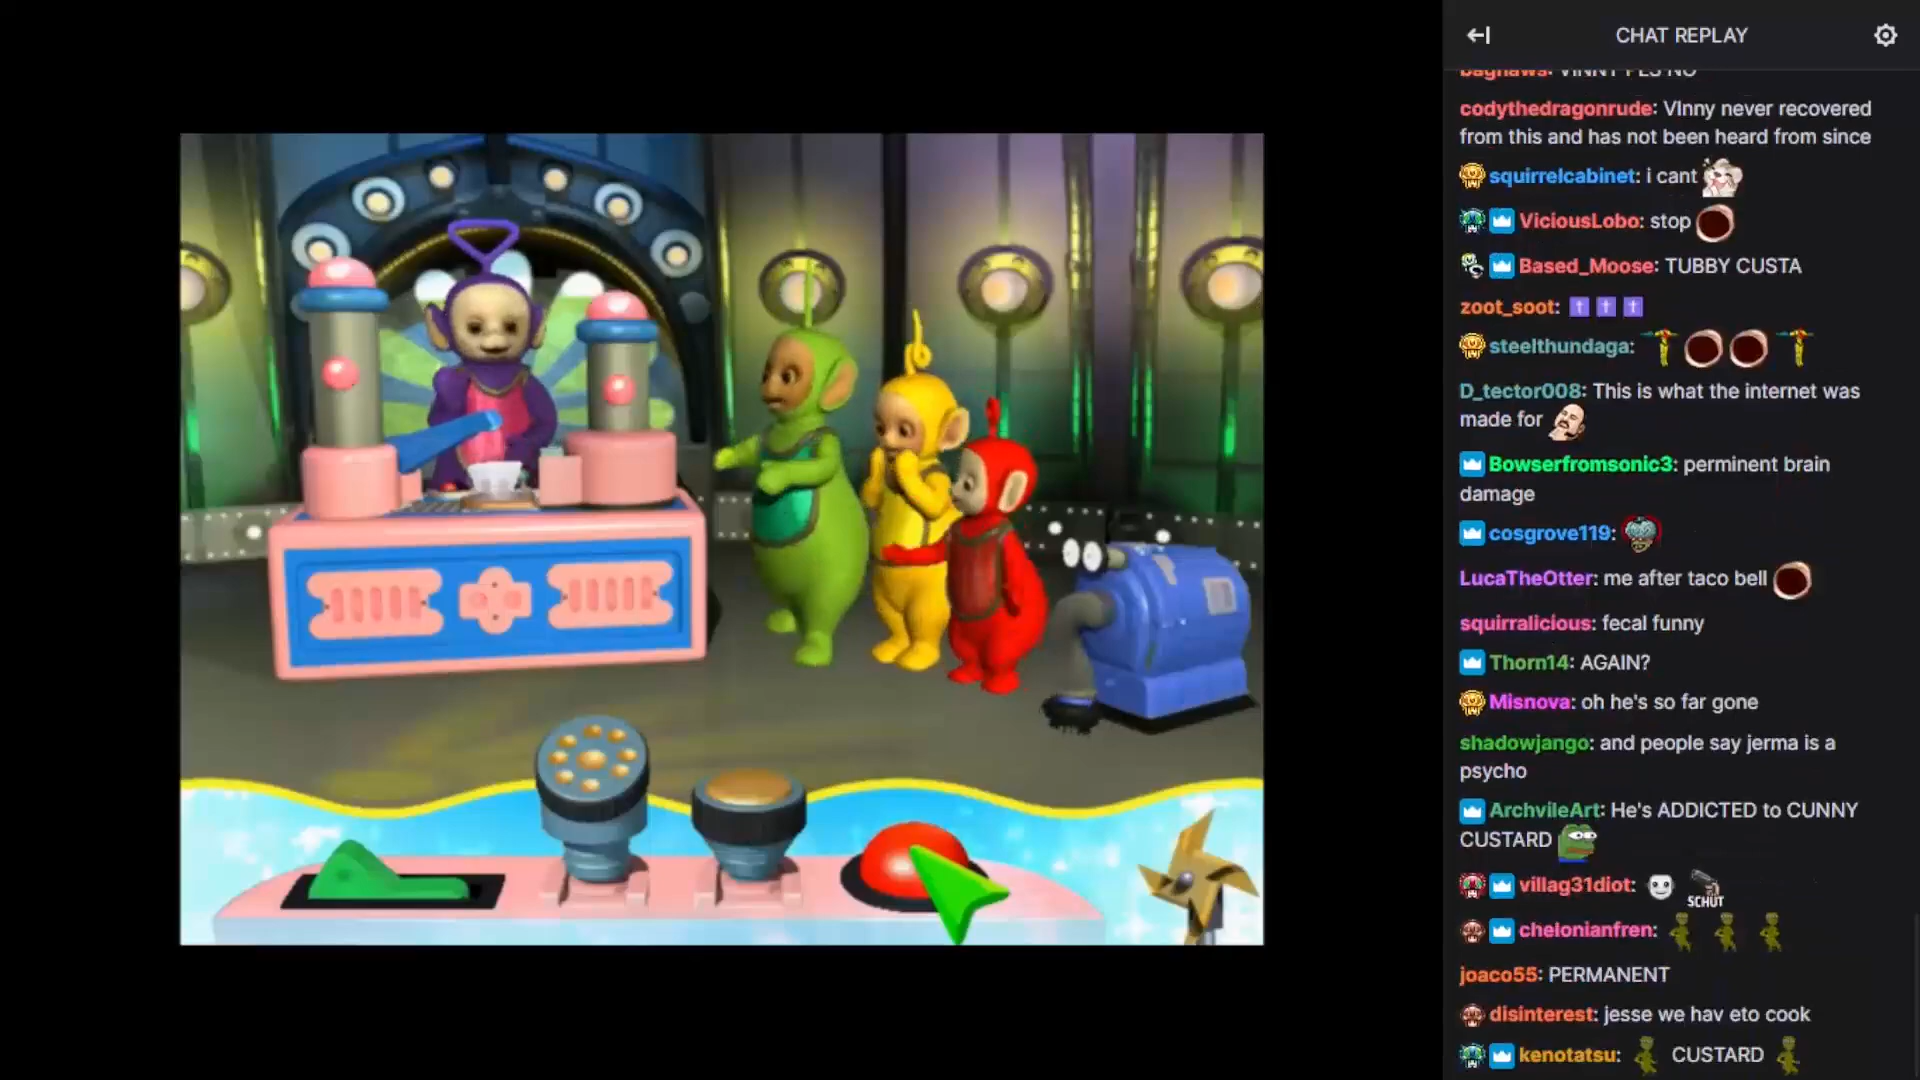 CHAT REPLAY
codythedragonrude: VInny never recovered
from this and has not been heard from since
squirrelcabinet: i cant
ViciousLobo: stop
Based_Moose: TUBBY CUSTA
zoot_soot:
steelthundaga:
D_tector008: This is what the internet was
made for
Bowserfromsonic3: perminent brain
damage
cosgrove119:
LucaTheOtter: me after taco bell
squirralicious: fecal funny
Thorn14: AGAIN?
Misnova: oh he's so far gone
shadowjango: and people say jerma is a
psycho
ArchvileArt: He's ADDICTED to CUNNY
CUSTARD
villag31diot: SCHUT
chelonianfren:
joaco55: PERMANENT
disinterest: jesse we hav eto cook
kenotatsu: CUSTARD